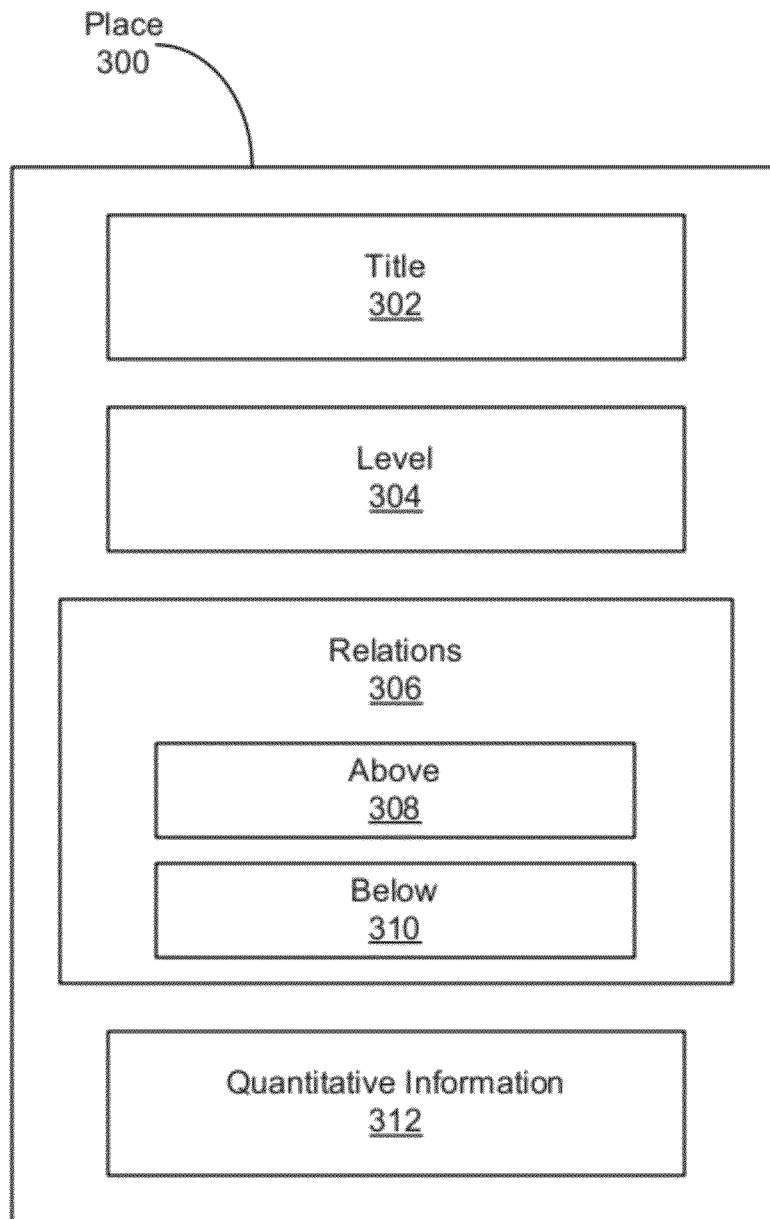 Place
300
Title
302
Level
304
Relations
306
Above
308
Below
310
Quantitative Information
312